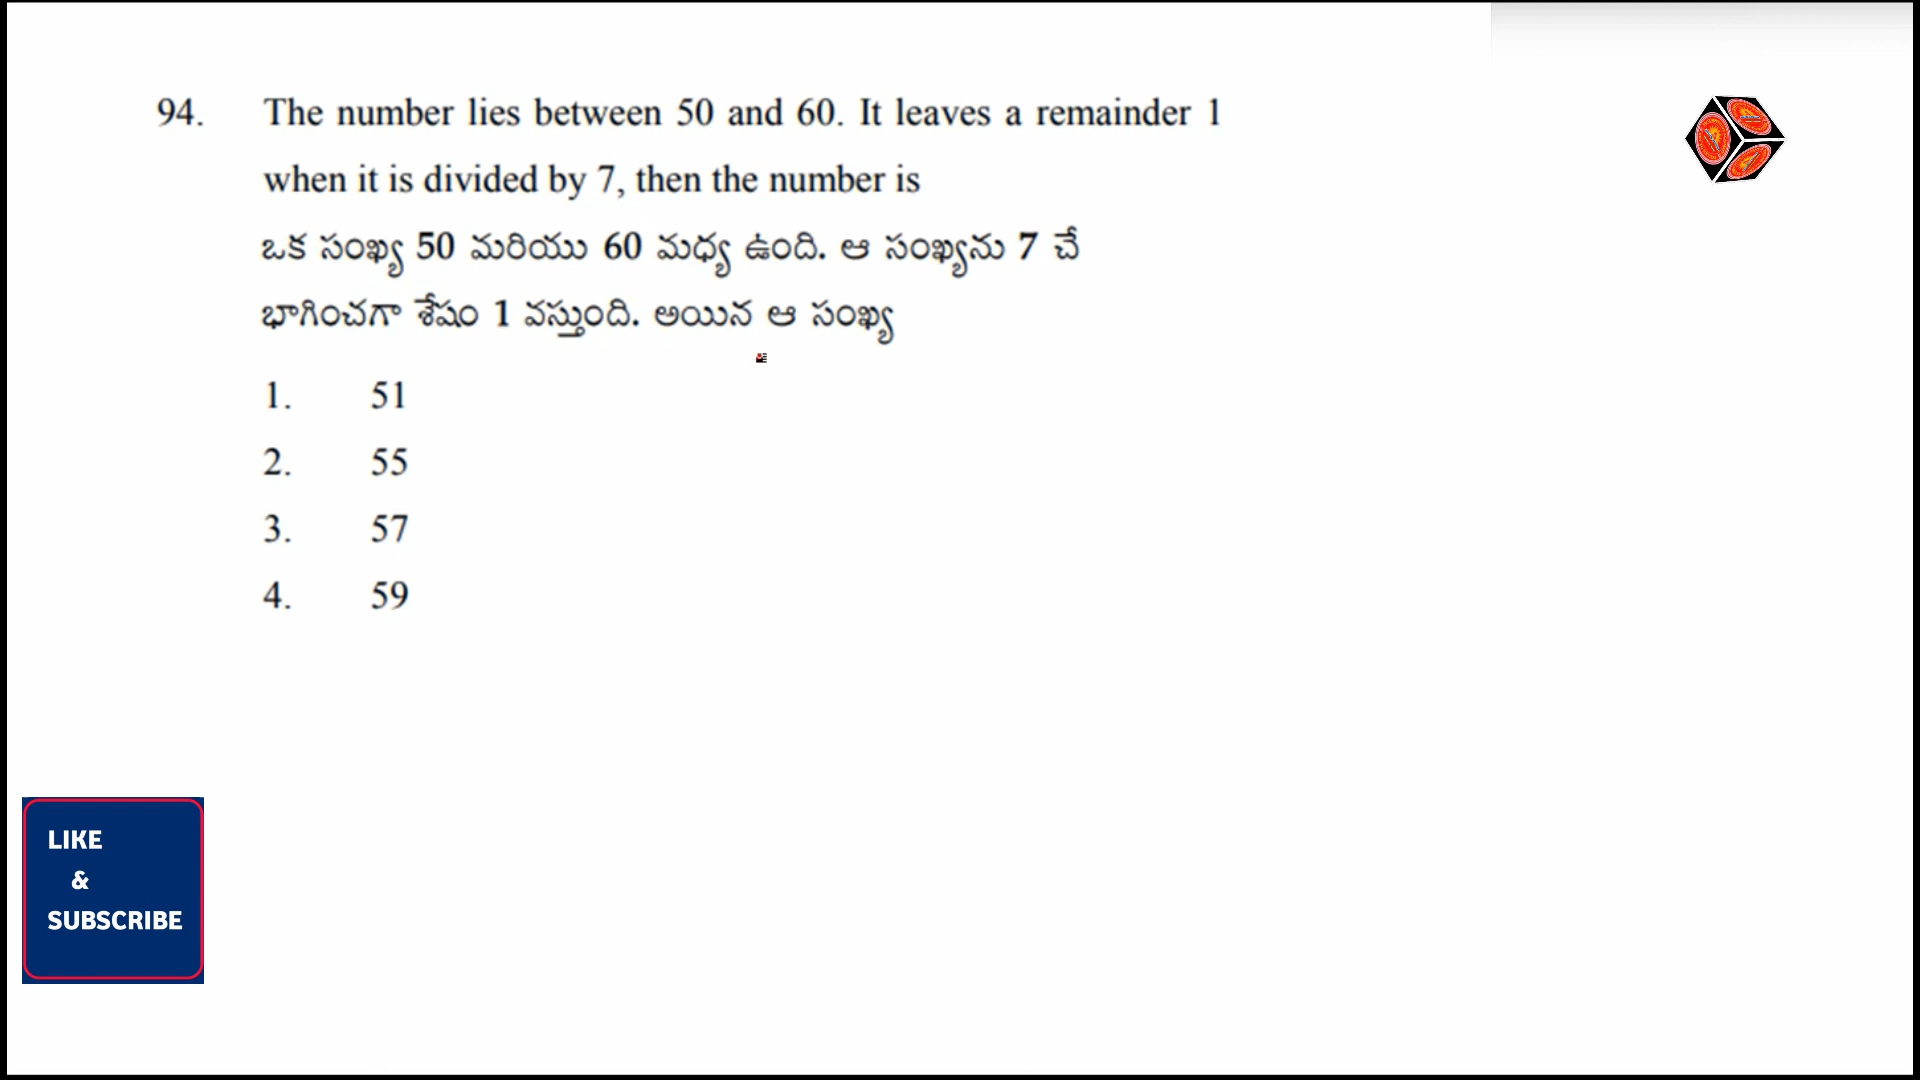 94. The number lies between 50 and 60. It leaves a remainder 1
when it is divided by 7, then the number is
ఒక సంఖ్య 50 మరియు 60 మధ్య ఉంది. ఆ సంఖ్యను 7 చే
భాగించగా శేషం 1 వస్తుంది. అయిన ఆ సంఖ్య
1. 51
2. 55
3. 57
4. 59
LIKE
&
SUBSCRIBE